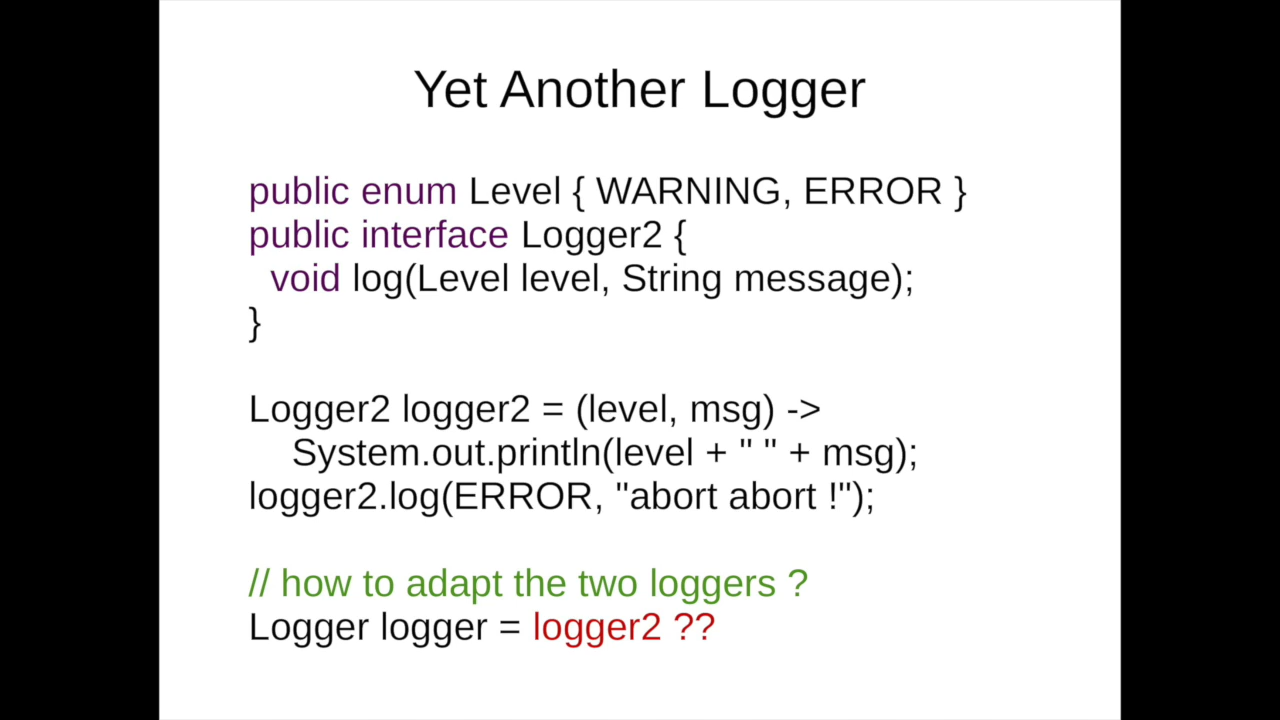 Yet Another Logger
public enum Level { WARNING, ERROR }
public interface Logger2 {
void log(Level level, String message);
}
Logger2 logger2 = (level, msg) ->
System.out.println(level + " " + msg);
logger2.log(ERROR, "abort abort !");
// how to adapt the two loggers ?
Logger logger = logger2 ??